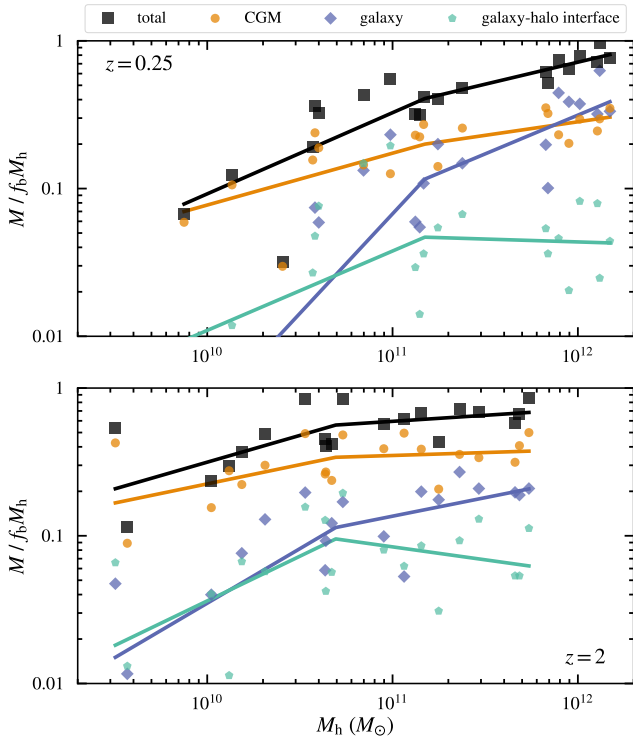 total CGM galaxy galaxy-halo interface
z = 0.25
1
0.1
0.01
M / f_b M_h
10^10 10^11 10^12
1
0.1
0.01
M / f_b M_h
z = 2
10^10 10^11 10^12
M_h (M_⊙)